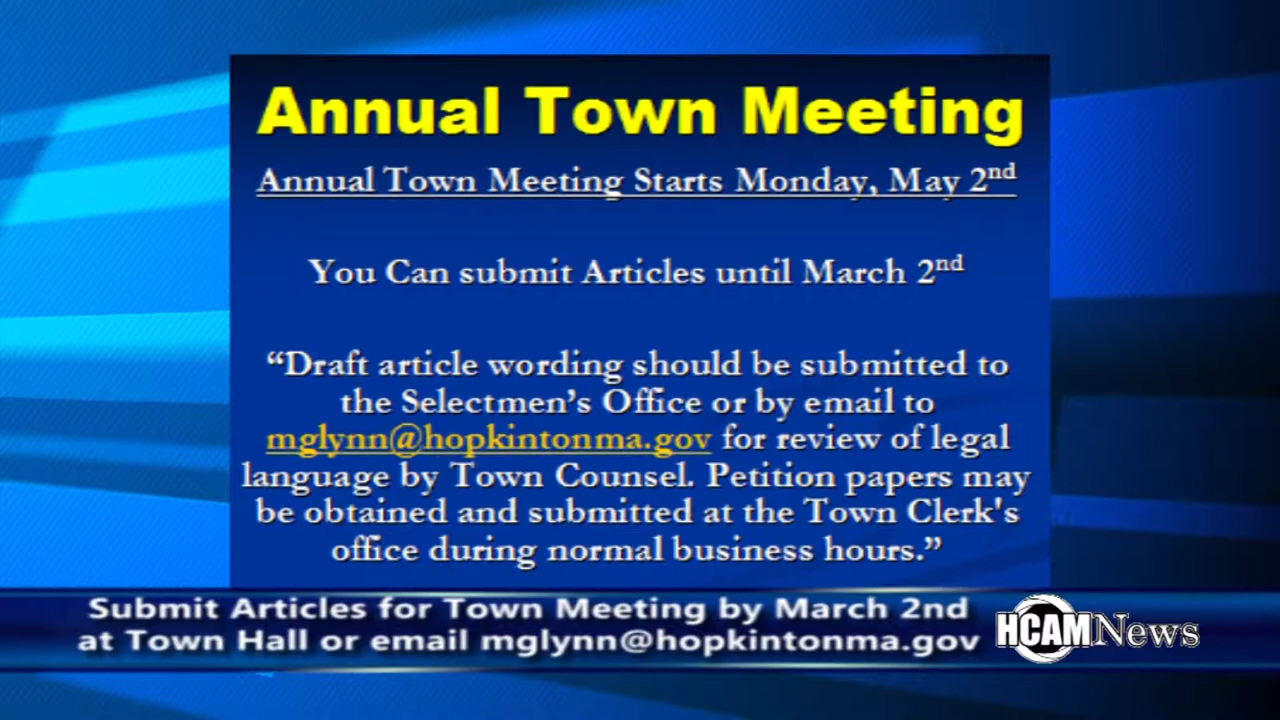 Annual Town Meeting
Annual Town Meeting Starts Monday, May 2nd
You Can submit Articles until March 2nd
“Draft article wording should be submitted to
the Selectmen’s Office or by email to
mglynn@hopkintonma.gov for review of legal
language by Town Counsel. Petition papers may
be obtained and submitted at the Town Clerk's
office during normal business hours.”
Submit Articles for Town Meeting by March 2nd
at Town Hall or email mglynn@hopkintonma.gov
HCAM News